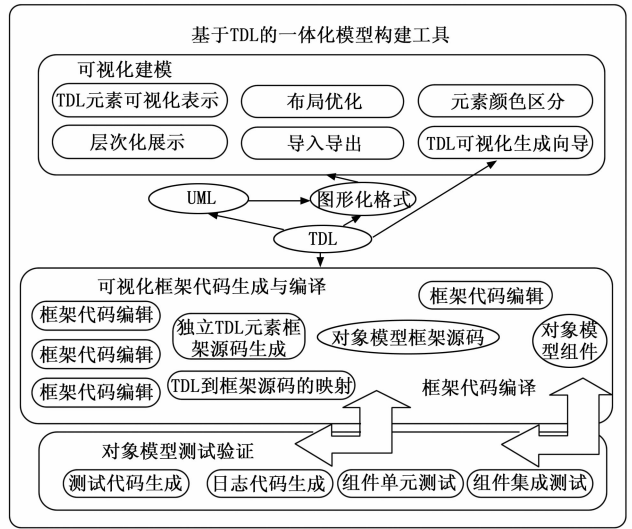 基于TDL的一体化模型构建工具
可视化建模
TDL元素可视化表示
布局优化
元素颜色区分
层次化展示
导入导出
TDL可视化生成向导
UML
图形化格式
TDL
可视化框架代码生成与编译
框架代码编辑
框架代码编辑
独立TDL元素框
架源码生成
对象模型框架源码
对象模
型组件
框架代码编辑
框架代码编辑
TDL到框架源码的映射
框架代码编译
对象模型测试验证
测试代码生成
日志代码生成
组件单元测试
组件集成测试